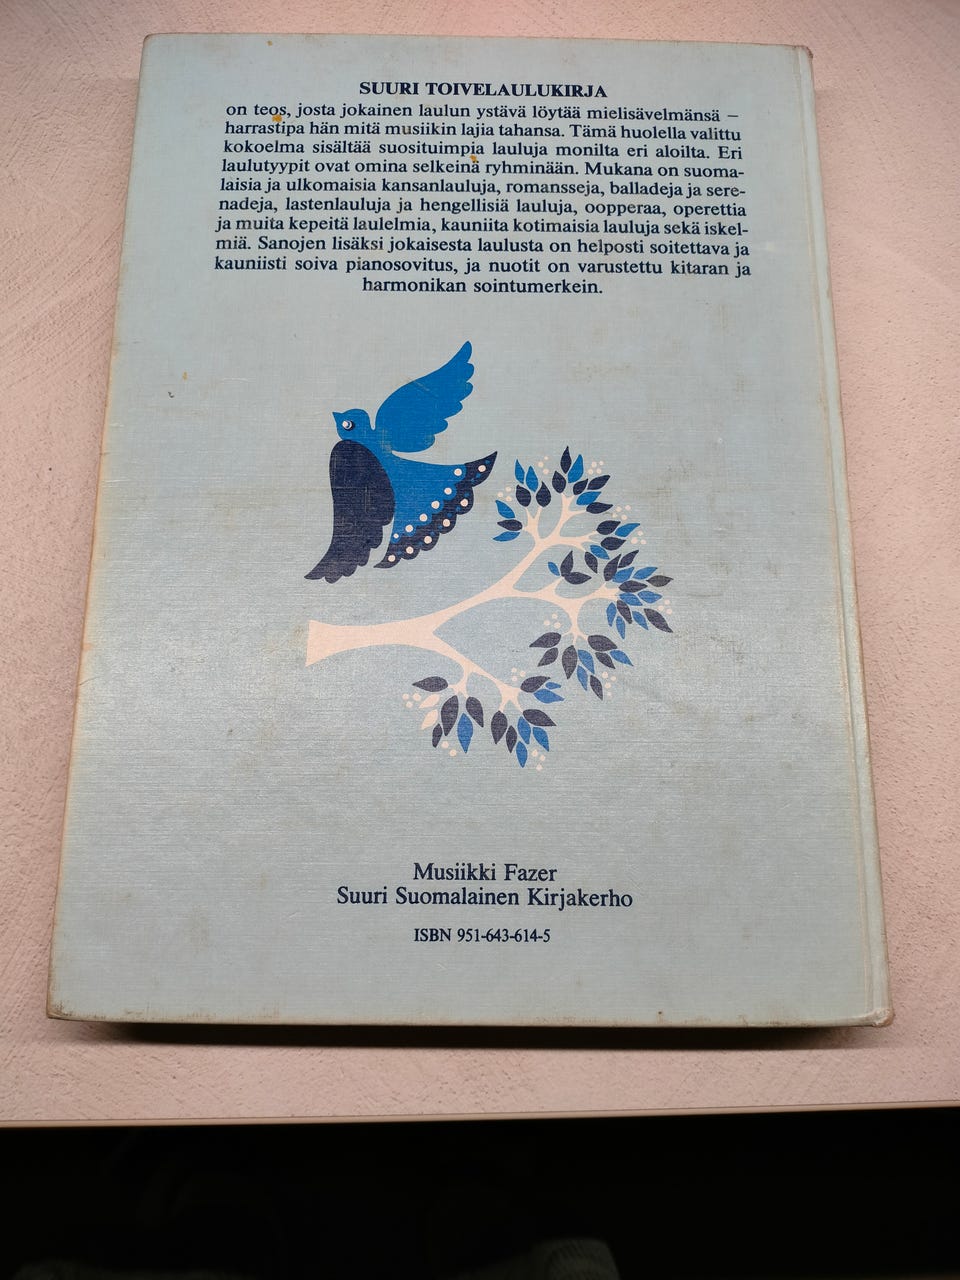 SUURI TOIVELAULUKIRJA
on teos, josta jokainen laulun ystävä löytää mielisävelmänsä –
harrastipa hän mitä musiikin lajia tahansa. Tämä huolella valittu
kokoelma sisältää suosituimpia lauluja monilta eri aloilta. Eri
laulutyypit ovat omina selkeinä ryhminään. Mukana on suoma-
laisia ja ulkomaisia kansanlauluja, romansseja, balladeja ja sere-
nadeja, lastenlauluja ja hengellisiä lauluja, oopperaa, operettia
ja muita kepeitä laulelmia, kauniita kotimaisia lauluja sekä iskel-
miä. Sanojen lisäksi jokaisesta laulusta on helposti soitettava ja
kauniisti soiva pianosovitus, ja nuotit on varustettu kitaran ja
harmonikan sointumerkein.
Musiikki Fazer
Suuri Suomalainen Kirjakerho
ISBN 951-643-614-5